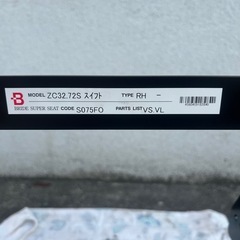 B MODEL ZC32.72S スイフト TYPE RH -
BRIDE SUPER SEAT CODE S075FO PARTS LIST VS.VL